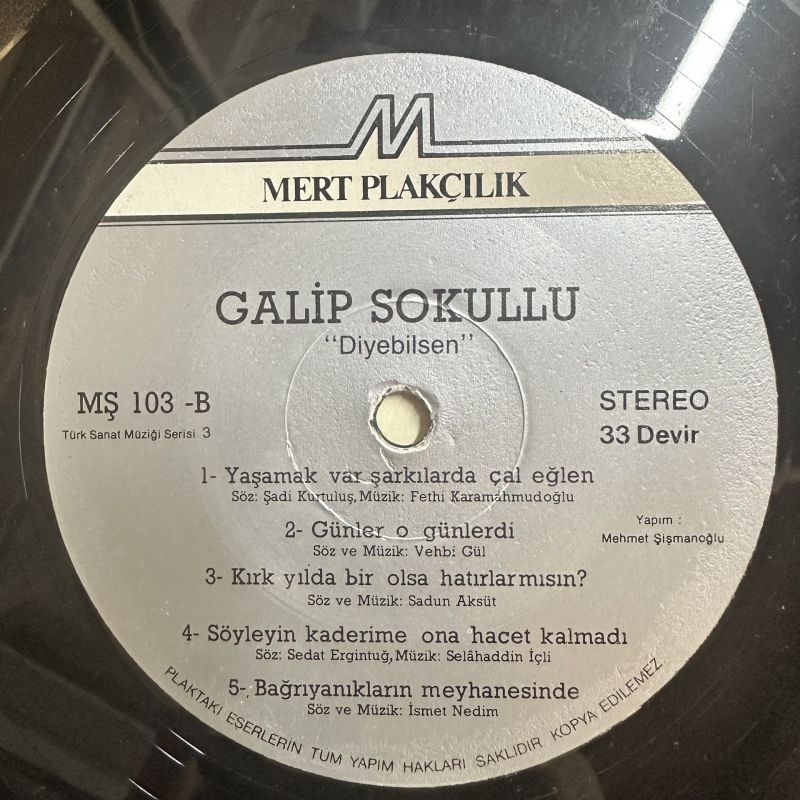 M
MERT PLAKÇILIK
GALİP SOKULLU
"Diyebilsen"
MŞ 103 -B
Türk Sanat Müziği Serisi 3
STEREO
33 Devir
1- Yaşamak var şarkılarda çal eğlen
Söz: Şadi Kurtuluş, Müzik: Fethi Karamahmudoğlu
2- Günler o günlerdi
Söz ve Müzik: Vehbi Gül
Yapım :
Mehmet Şişmanoğlu
3- Kırk yılda bir olsa hatırlarmısın?
Söz ve Müzik: Sadun Aksüt
4- Söyleyin kaderime ona hacet kalmadı
Söz: Sedat Ergintuğ, Müzik: Selâhaddin İçli
5- Bağrıyanıkların meyhanesinde
Söz ve Müzik: İsmet Nedim
PLAKTAKİ ESERLERİN TUM YAPIM HAKLARI SAKLIDIR. KOPYA EDİLEMEZ